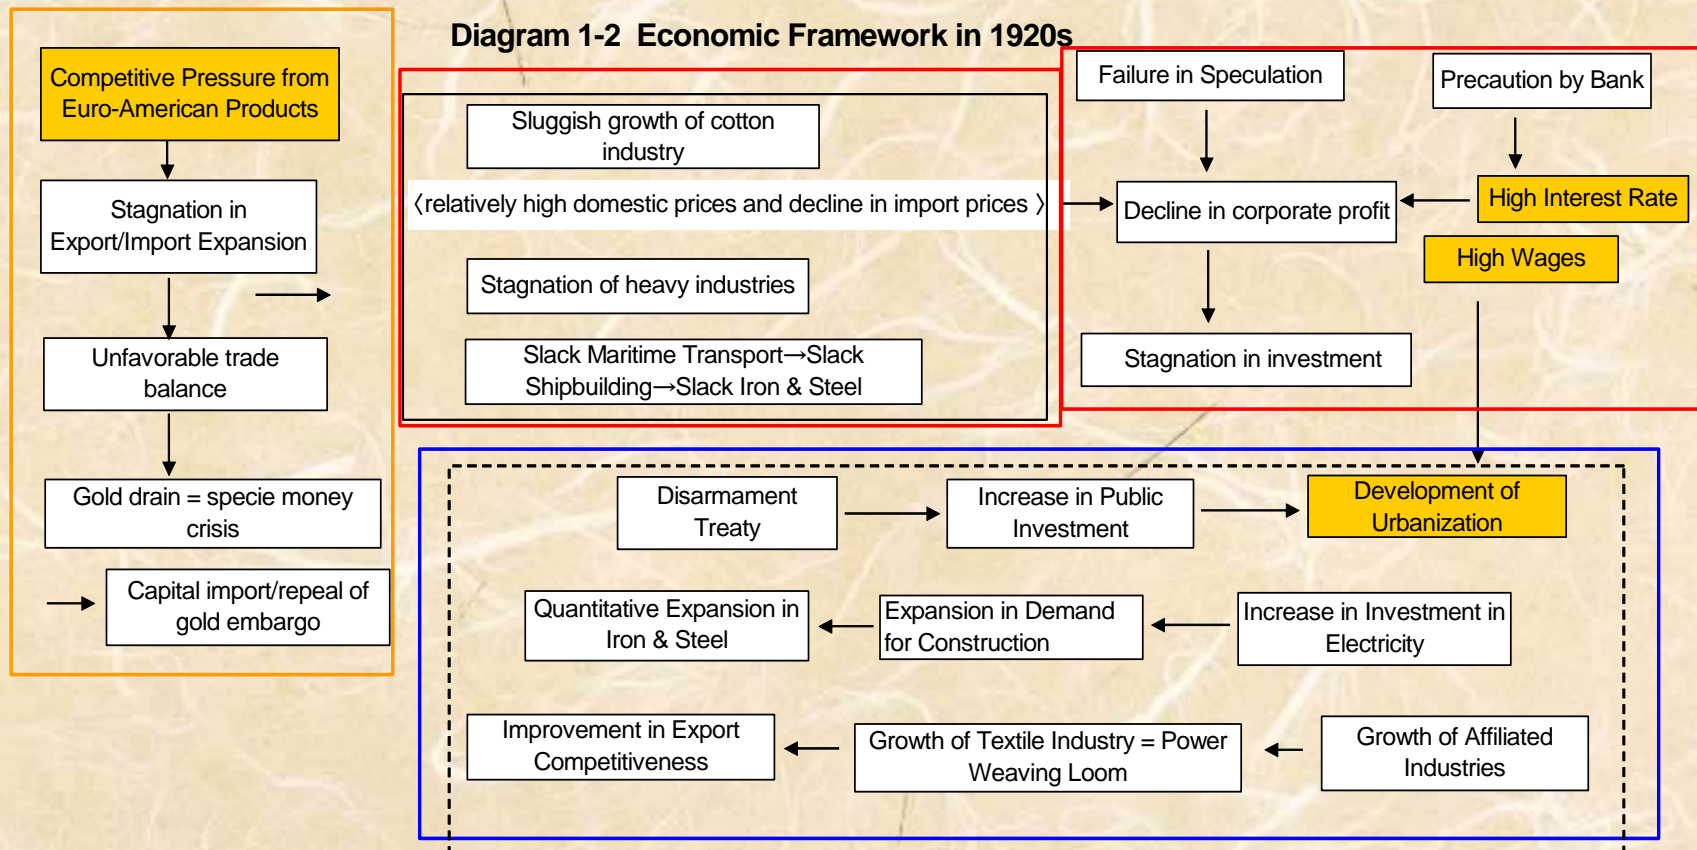 Diagram 1-2 Economic Framework in 1920s
Competitive Pressure from
Euro-American Products
Stagnation in
Export/Import Expansion
Unfavorable trade
balance
Gold drain = specie money
crisis
Capital import/repeal of
gold embargo
Sluggish growth of cotton
industry
〈relatively high domestic prices and decline in import prices 〉
Stagnation of heavy industries
Slack Maritime Transport→Slack
Shipbuilding→Slack Iron & Steel
Failure in Speculation
Precaution by Bank
Decline in corporate profit
High Interest Rate
High Wages
Stagnation in investment
Disarmament
Treaty
Increase in Public
Investment
Development of
Urbanization
Quantitative Expansion in
Iron & Steel
Expansion in Demand
for Construction
Increase in Investment in
Electricity
Improvement in Export
Competitiveness
Growth of Textile Industry = Power
Weaving Loom
Growth of Affiliated
Industries